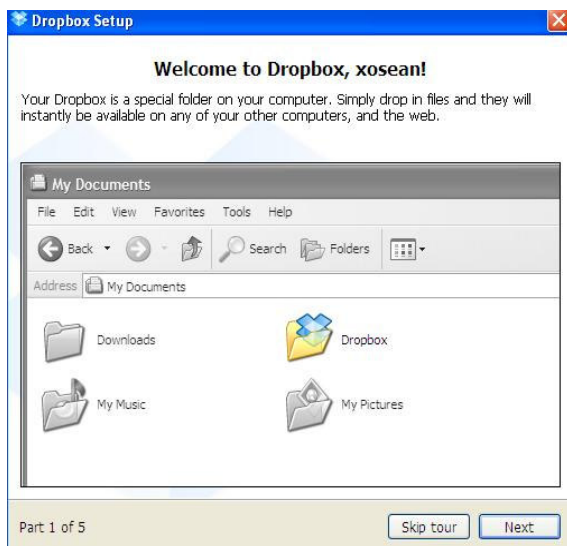 Dropbox Setup
Welcome to Dropbox, xosean!
Your Dropbox is a special folder on your computer. Simply drop in files and they will
instantly be available on any of your other computers, and the web.
My Documents
File Edit View Favorites Tools Help
Back Search Folders
Address My Documents
Downloads Dropbox
My Music My Pictures
Part 1 of 5 Skip tour Next